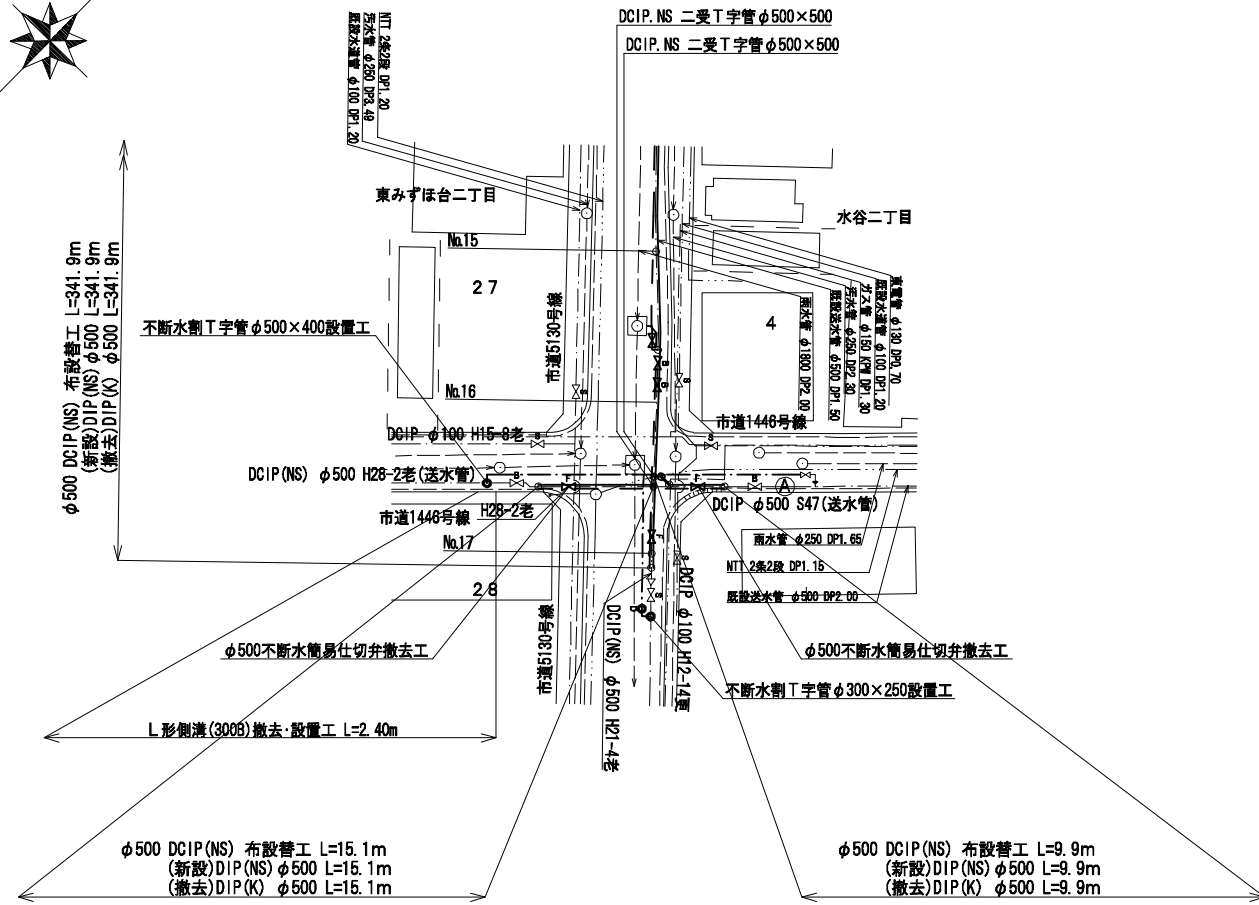 DCIP.NS 二受T字管φ500×500
DCIP.NS 二受T字管φ500×500
NTT 2条2段 DP1.20
汚水管 φ250 DP3.49
既設水道管 φ100 DP1.20
東みずほ台二丁目
水谷二丁目
No.15
27
4
市道5130号線
東電管 φ130 DP0.70
既設水道管 φ100 DP1.20
ガス管 φ150 KPM DP1.30
汚水管 φ250 DP2.30
既設送水管 φ500 DP1.50
雨水管 φ1800 DP2.00
φ500 DCIP(NS) 布設替工 L=341.9m
(新設)DIP(NS) φ500 L=341.9m
(撤去)DIP(K) φ500 L=341.9m
不断水割T字管φ500×400設置工
No.16
市道1446号線
DCIP φ100 H15-8老
S
S
S
S
B
B
DCIP(NS) φ500 H28-2老(送水管)
B
F
F
B
A
市道1446号線
H28-2老
DCIP φ500 S47(送水管)
No.17
F
S
S
雨水管 φ250 DP1.65
NTT 2条2段 DP1.15
既設送水管 φ500 DP2.00
28
市道5130号線
DCIP(NS) φ500 H21-4老
DCIP φ100 H12-14更
φ500不断水簡易仕切弁撤去工
φ500不断水簡易仕切弁撤去工
不断水割T字管φ300×250設置工
L形側溝(300B)撤去･設置工 L=2.40m
φ500 DCIP(NS) 布設替工 L=15.1m
(新設)DIP(NS) φ500 L=15.1m
(撤去)DIP(K) φ500 L=15.1m
φ500 DCIP(NS) 布設替工 L=9.9m
(新設)DIP(NS) φ500 L=9.9m
(撤去)DIP(K) φ500 L=9.9m